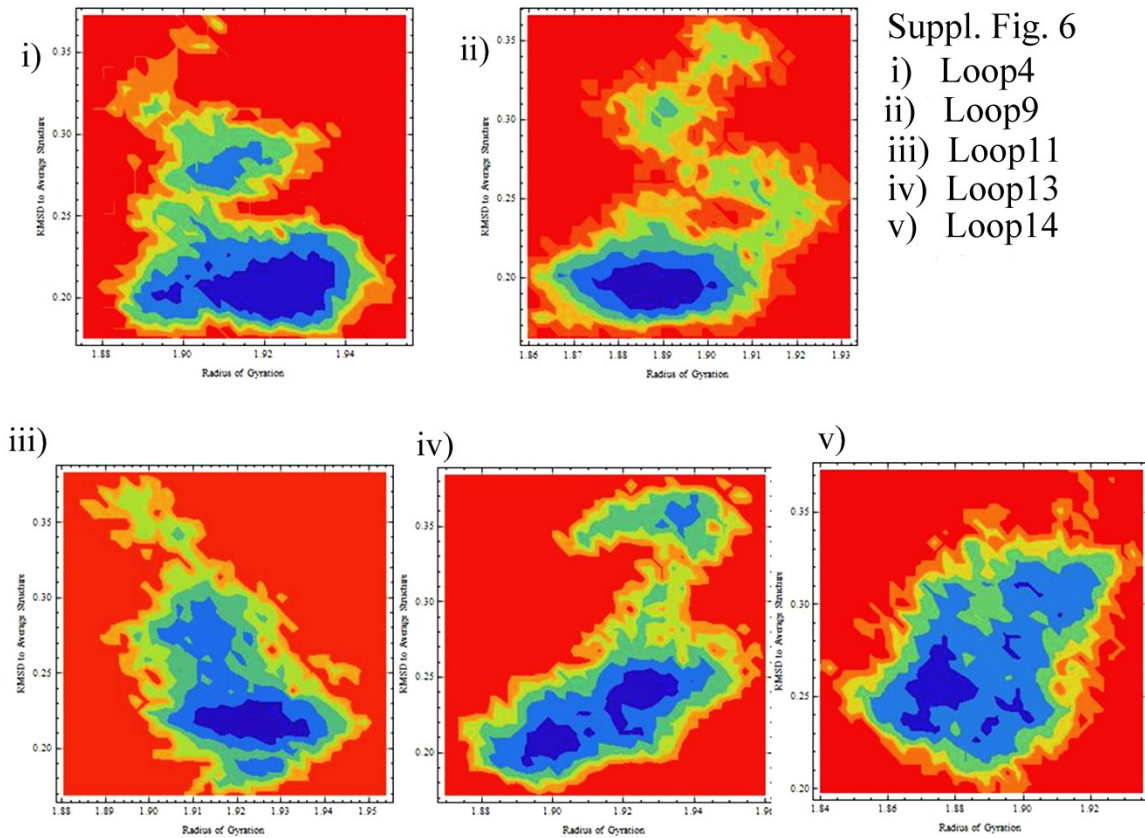 Suppl. Fig. 6
i) Loop4
ii) Loop9
iii) Loop11
iv) Loop13
v) Loop14
i)
RMSD to Average Structure
0.35
0.30
0.25
0.20
1.88 1.90 1.92 1.94
Radius of Gyration
ii)
RMSD to Average Structure
0.35
0.30
0.25
0.20
1.86 1.87 1.88 1.89 1.90 1.91 1.92 1.93
Radius of Gyration
iii)
RMSD to Average Structure
0.35
0.30
0.25
0.20
1.88 1.89 1.90 1.91 1.92 1.93 1.94 1.95
Radius of Gyration
iv)
RMSD to Average Structure
0.35
0.30
0.25
0.20
1.88 1.90 1.92 1.94 1.96
Radius of Gyration
v)
RMSD to Average Structure
0.35
0.30
0.25
0.20
1.84 1.86 1.88 1.90 1.92
Radius of Gyration